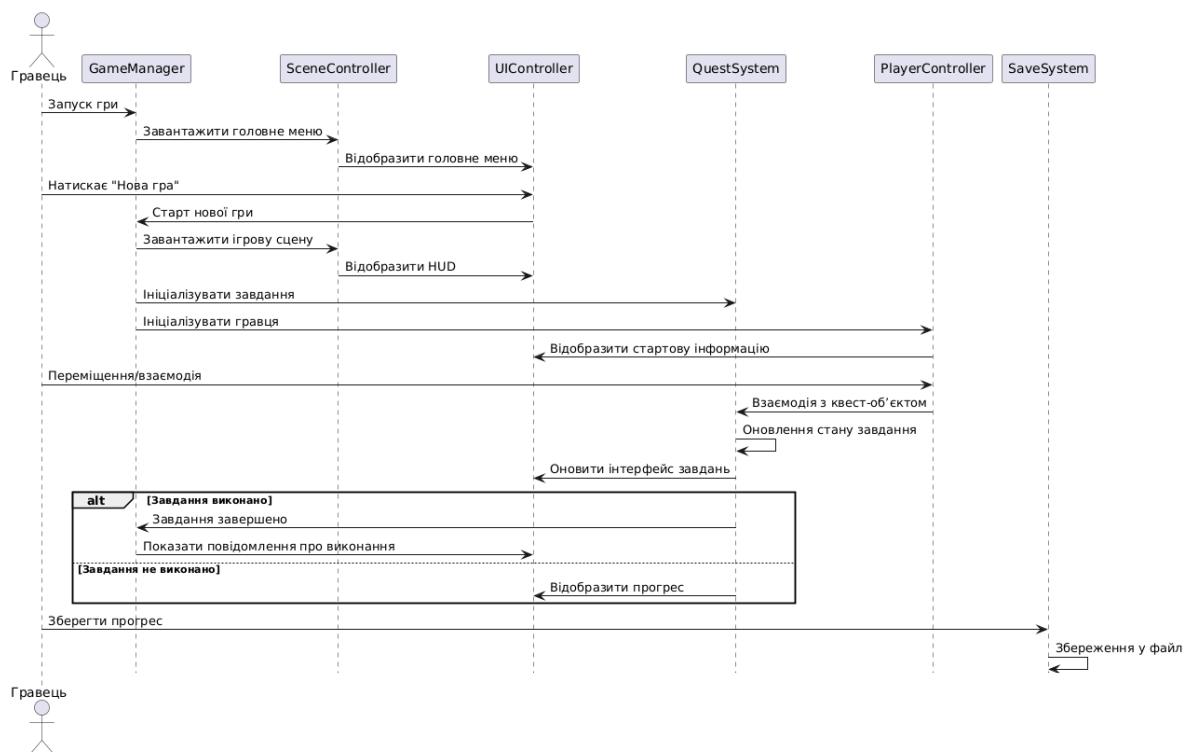 Гравець
GameManager
SceneController
UIController
QuestSystem
PlayerController
SaveSystem
Запуск гри
Завантажити головне меню
Відобразити головне меню
Натискає "Нова гра"
Старт нової гри
Завантажити ігрову сцену
Відобразити HUD
Ініціалізувати завдання
Ініціалізувати гравця
Відобразити стартову інформацію
Переміщення/взаємодія
Взаємодія з квест-об’єктом
Оновлення стану завдання
Оновити інтерфейс завдань
alt
[Завдання виконано]
Завдання завершено
Показати повідомлення про виконання
[Завдання не виконано]
Відобразити прогрес
Зберегти прогрес
Збереження у файл
Гравець